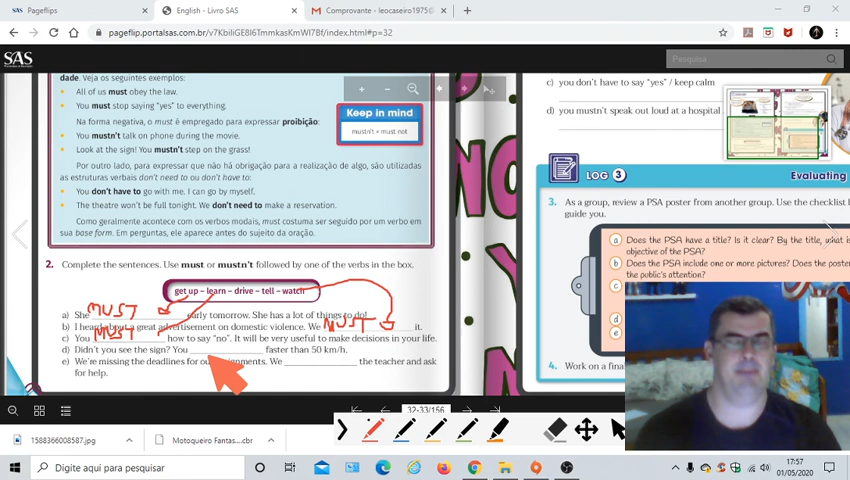 Pageflips
English - Livro SAS
Comprovante - leocaseiro1975@
pageflip.portalsas.com.br/v7KbiIiGE8I6TmmkasKmWI7Bf/index.html#p=32
SAS
Pesquisa
dade. Veja os seguintes exemplos:
All of us must obey the law.
You must stop saying "yes" to everything.
Na forma negativa, o must é empregado para expressar proibição:
You mustn't talk on phone during the movie.
Look at the sign! You mustn't step on the grass!
Por outro lado, para expressar que não há obrigação para a realização de algo, são utilizadas
as estruturas verbais don't need to ou don't have to:
You don't have to go with me. I can go by myself.
The theatre won't be full tonight. We don't need to make a reservation.
Como geralmente acontece com os verbos modais, must costuma ser seguido por um verbo em
sua base form. Em perguntas, ele aparece antes do sujeito da oração.
Keep in mind
mustn't = must not
2. Complete the sentences. Use must or mustn't followed by one of the verbs in the box.
get up – learn – drive – tell – watch
a) She MUST early tomorrow. She has a lot of things to do!
b) I heard about a great advertisement on domestic violence. We MUST it.
c) You MUST how to say "no". It will be very useful to make decisions in your life.
d) Didn't you see the sign? You faster than 50 km/h.
e) We're missing the deadlines for our assignments. We the teacher and ask
for help.
c) you don't have to say "yes" / keep calm
d) you mustn't speak out loud at a hospital
LOG 3
Evaluating
3. As a group, review a PSA poster from another group. Use the checklist
guide you.
a Does the PSA have a title? Is it clear? By the title, what is
objective of the PSA?
b Does the PSA include one or more pictures? Does the poste
the public's attention?
c
d
e
4. Work on a fina
32-33/156
1588366008587.jpg
Motoqueiro Fantas....cbr
Digite aqui para pesquisar
17:57
01/05/2020